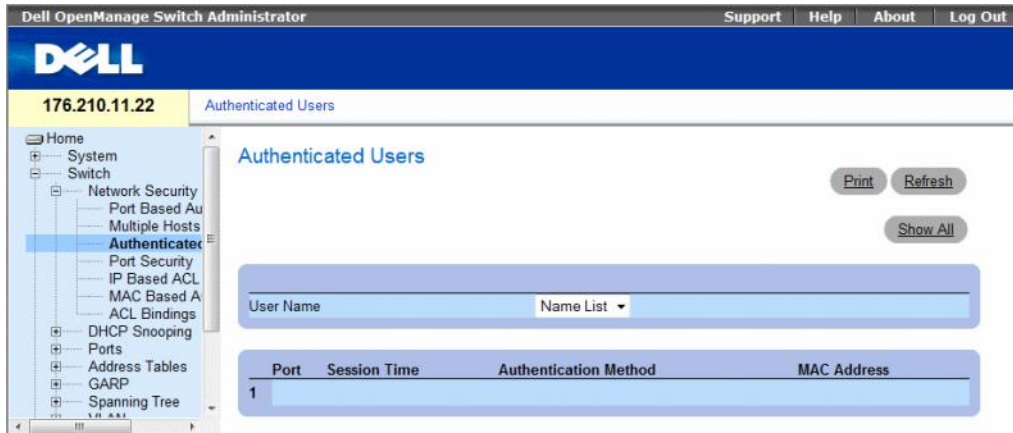 Dell OpenManage Switch Administrator
Support Help About Log Out
DELL
176.210.11.22
Authenticated Users
Home
System
Switch
Network Security
Port Based Au
Multiple Hosts
Authenticatec
Port Security
IP Based ACL
MAC Based A
ACL Bindings
DHCP Snooping
Ports
Address Tables
GARP
Spanning Tree
VLAN
Authenticated Users
Print Refresh
Show All
User Name Name List
Port Session Time Authentication Method MAC Address
1